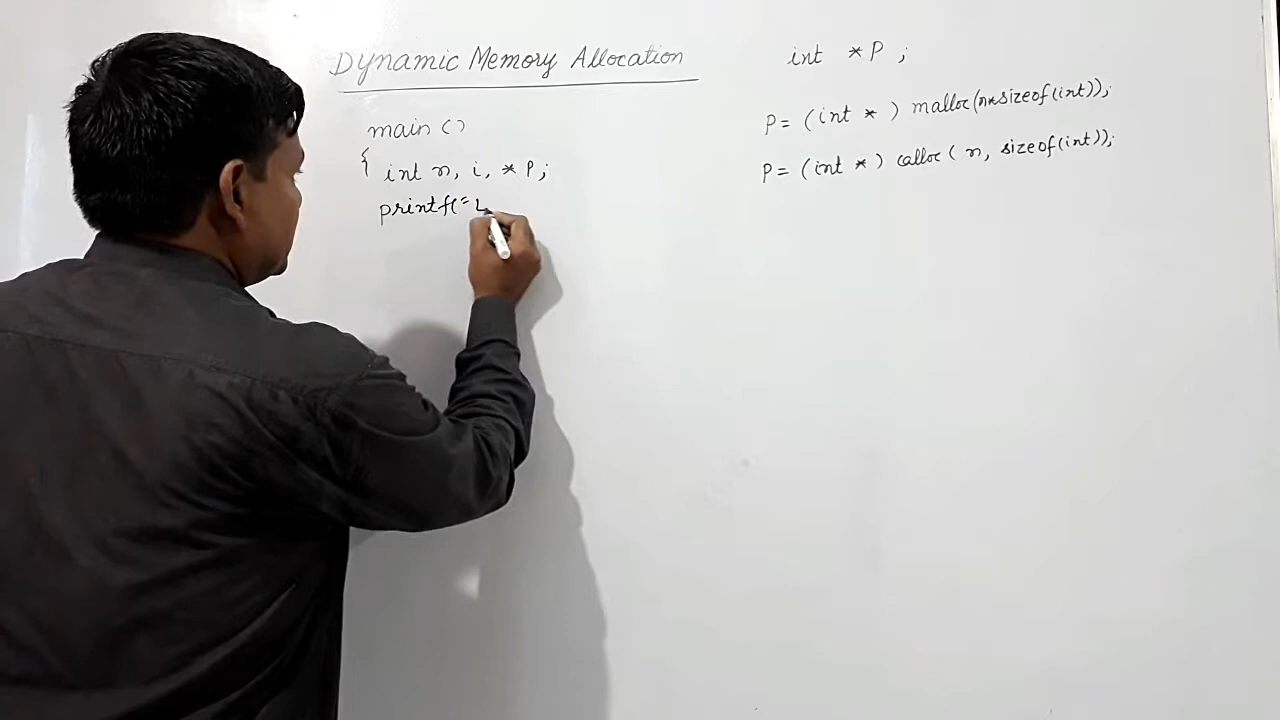 Dynamic Memory Allocation
main ()
{ int n, i, * P ;
printf("
int * P ;
P = (int * ) malloc(n*sizeof(int));
P = (int *) calloc( n, sizeof(int));